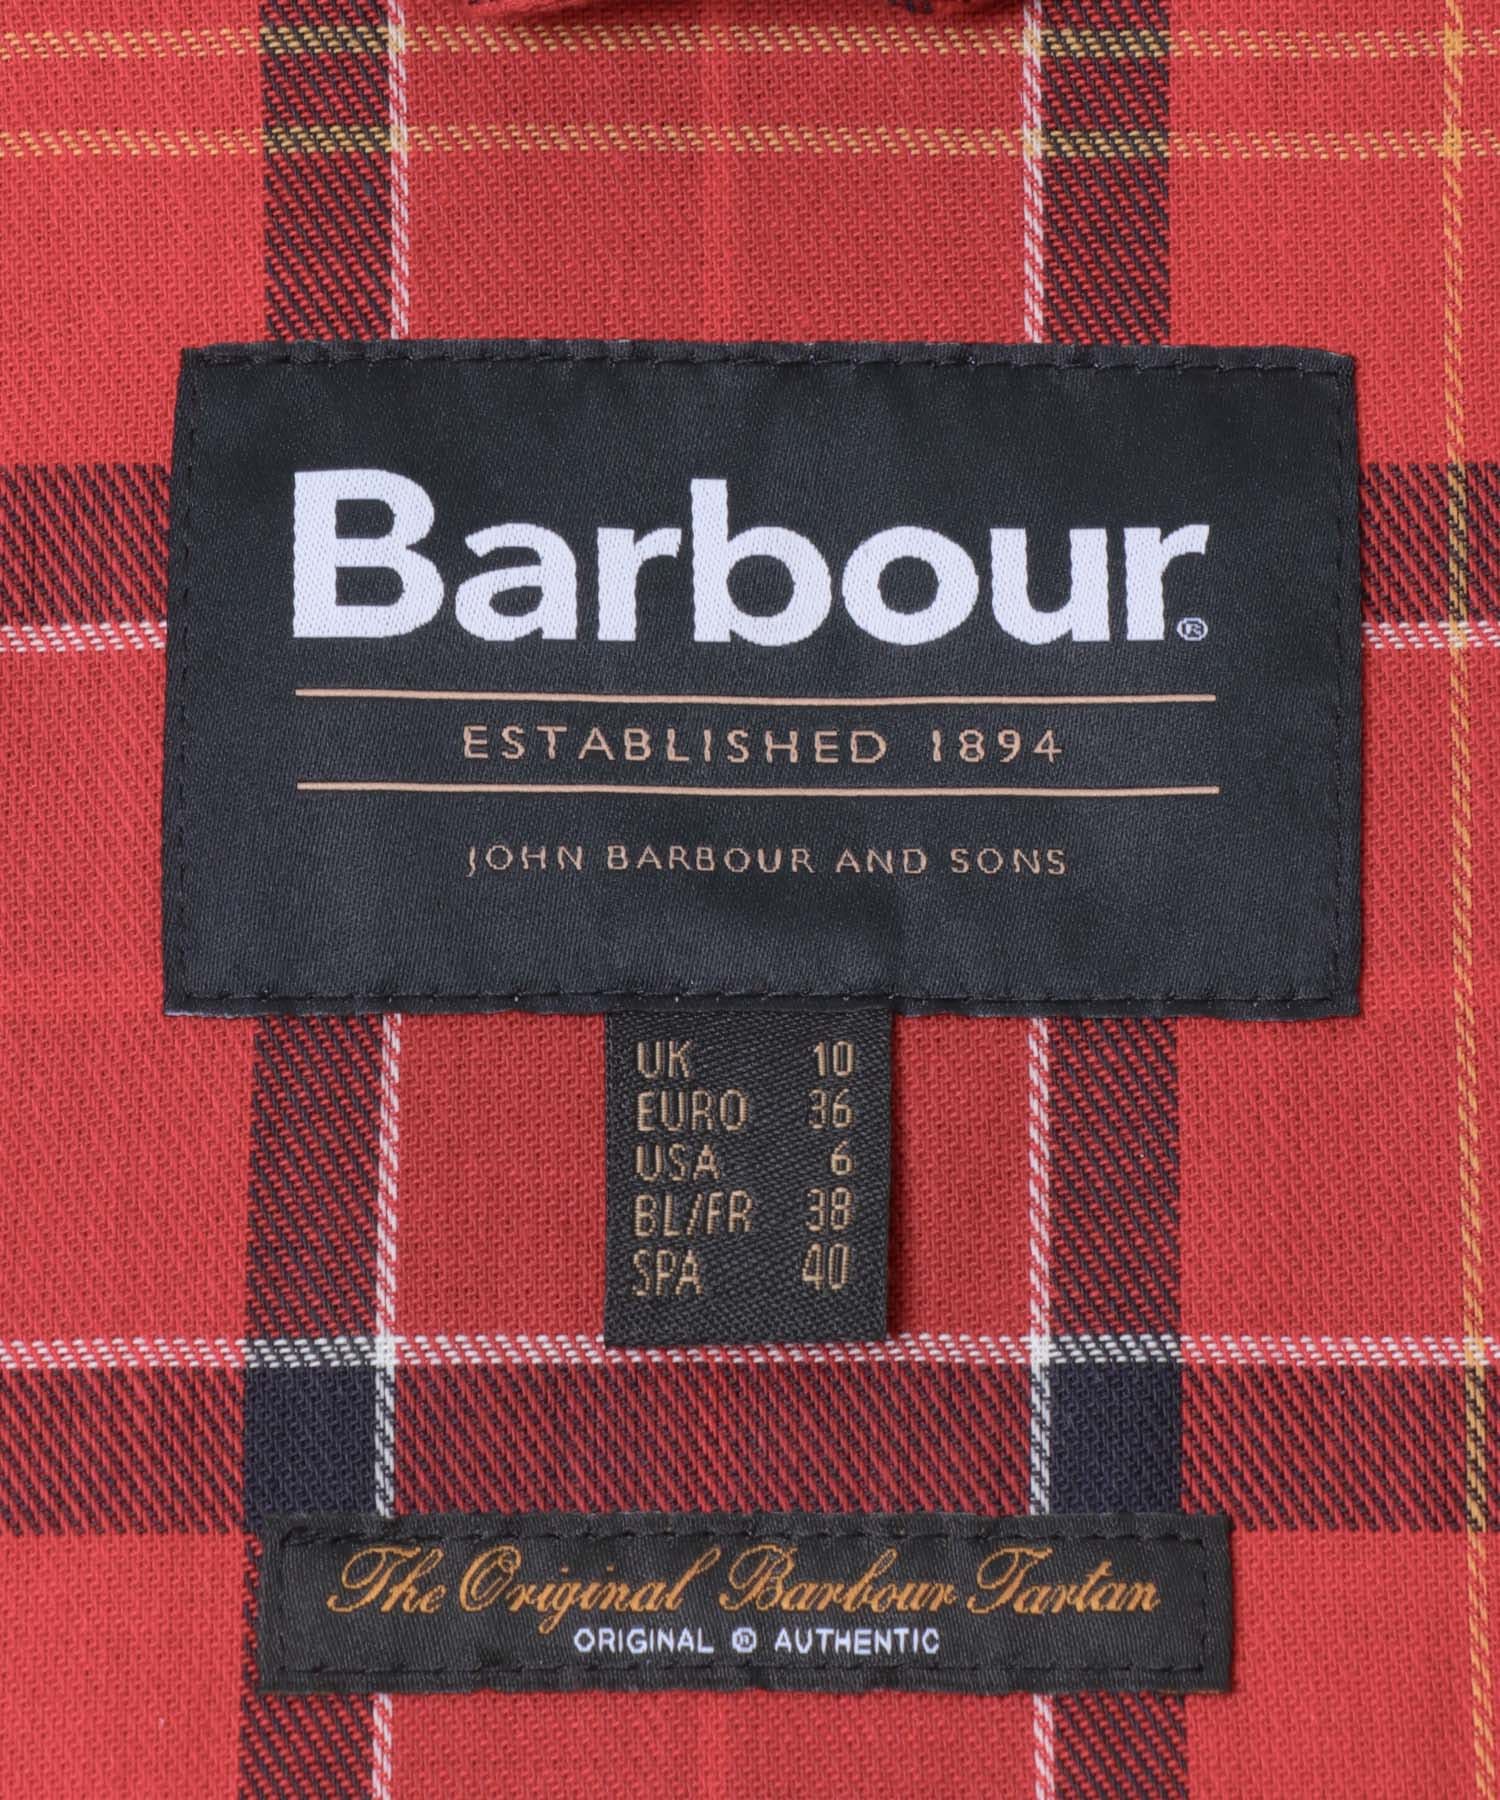 Barbour®
ESTABLISHED 1894
JOHN BARBOUR AND SONS
UK 10
EURO 36
USA 6
BL/FR 38
SPA 40
The Original Barbour Tartan
ORIGINAL ® AUTHENTIC